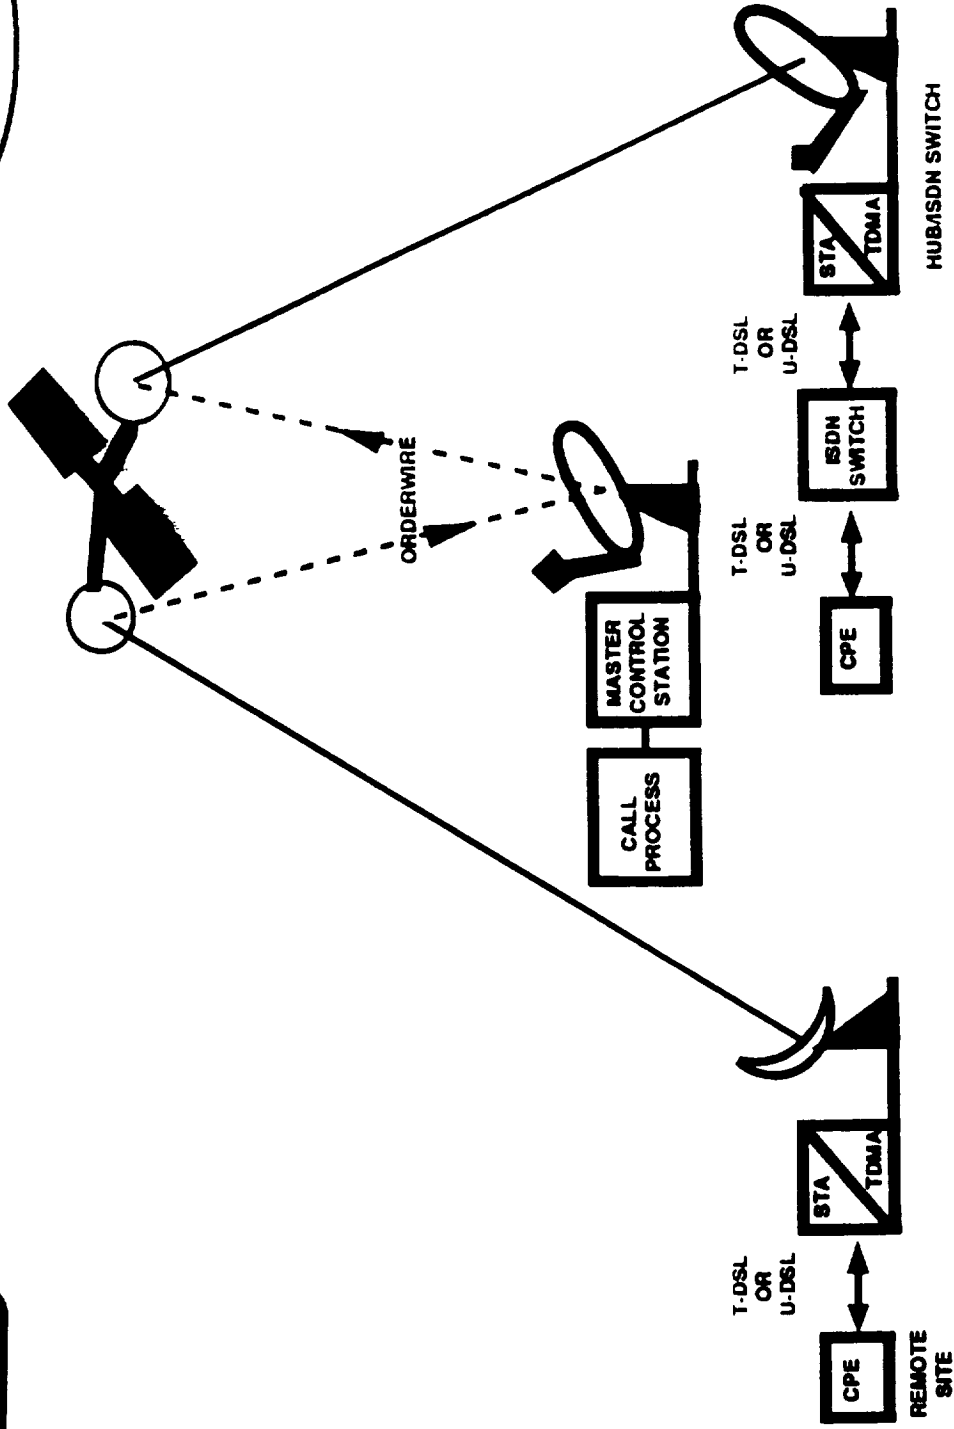 ORDERWIRE
CALL
PROCESS
MASTER
CONTROL
STATION
T-DSL
OR
U-DSL
T-DSL
OR
U-DSL
T-DSL
OR
U-DSL
CPE
STA
TDMA
CPE
ISDN
SWITCH
STA
TDMA
REMOTE
SITE
HUB/ISDN SWITCH